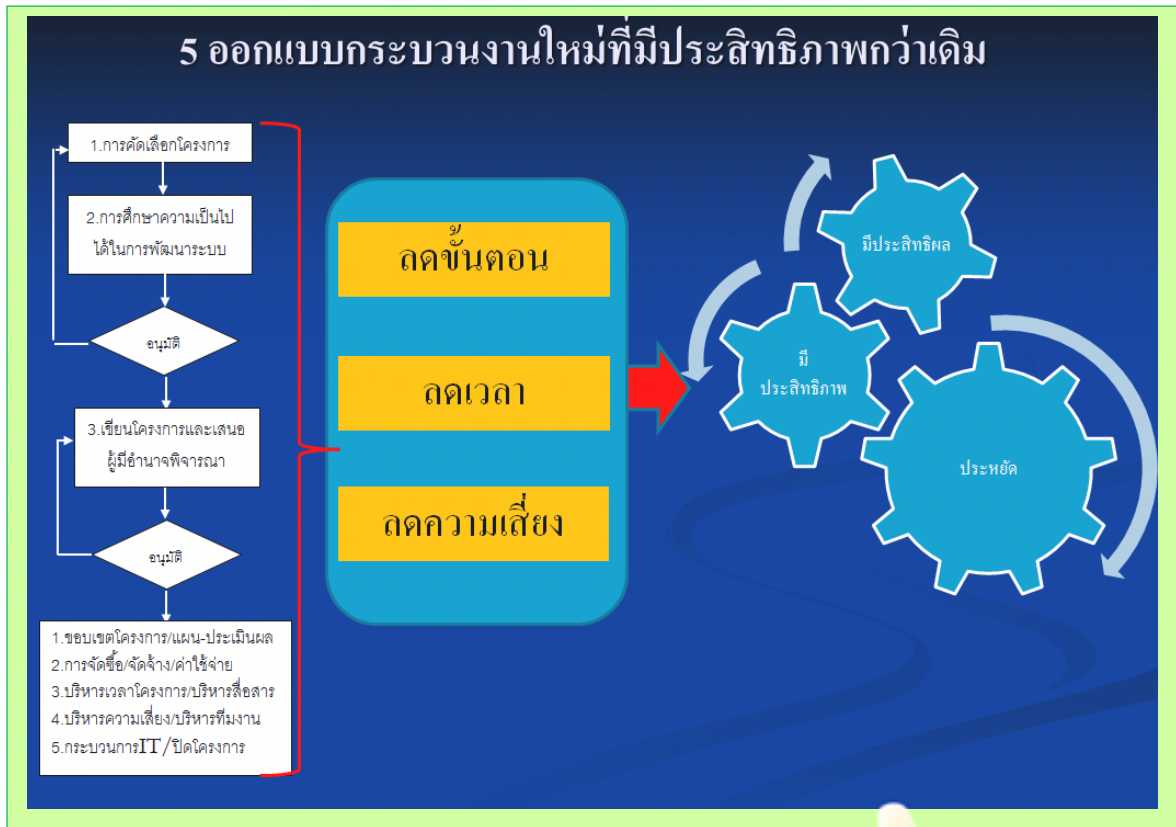 5 ออกแบบกระบวนงานใหม่ที่มีประสิทธิภาพกว่าเดิม
1.การคัดเลือกโครงการ
2.การศึกษาความเป็นไป
ได้ในการพัฒนาระบบ
อนุมัติ
3.เขียนโครงการและเสนอ
ผู้มีอำนาจพิจารณา
อนุมัติ
1.ขอบเขตโครงการ/แผน-ประเมินผล
2.การจัดซื้อ/จัดจ้าง/ค่าใช้จ่าย
3.บริหารเวลาโครงการ/บริหารสื่อสาร
4.บริหารความเสี่ยง/บริหารทีมงาน
5.กระบวนการIT/ปิดโครงการ
ลดขั้นตอน
ลดเวลา
ลดความเสี่ยง
มีประสิทธิผล
มี
ประสิทธิภาพ
ประหยัด